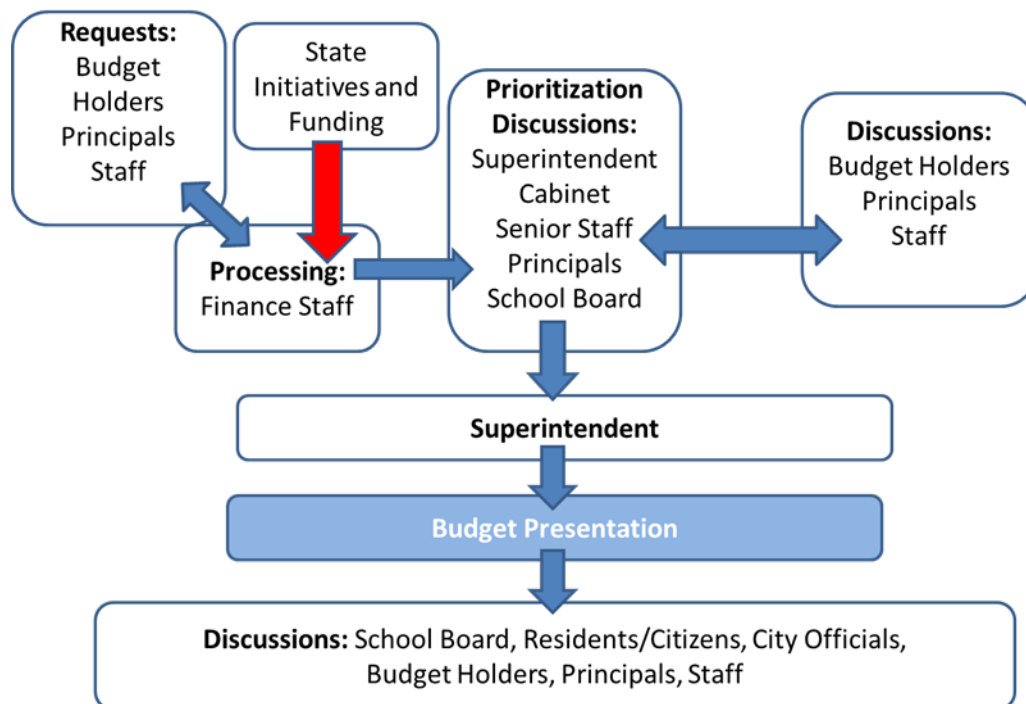 Requests:
Budget
Holders
Principals
Staff
State
Initiatives and
Funding
Processing:
Finance Staff
Prioritization
Discussions:
Superintendent
Cabinet
Senior Staff
Principals
School Board
Discussions:
Budget Holders
Principals
Staff
Superintendent
Budget Presentation
Discussions: School Board, Residents/Citizens, City Officials,
Budget Holders, Principals, Staff